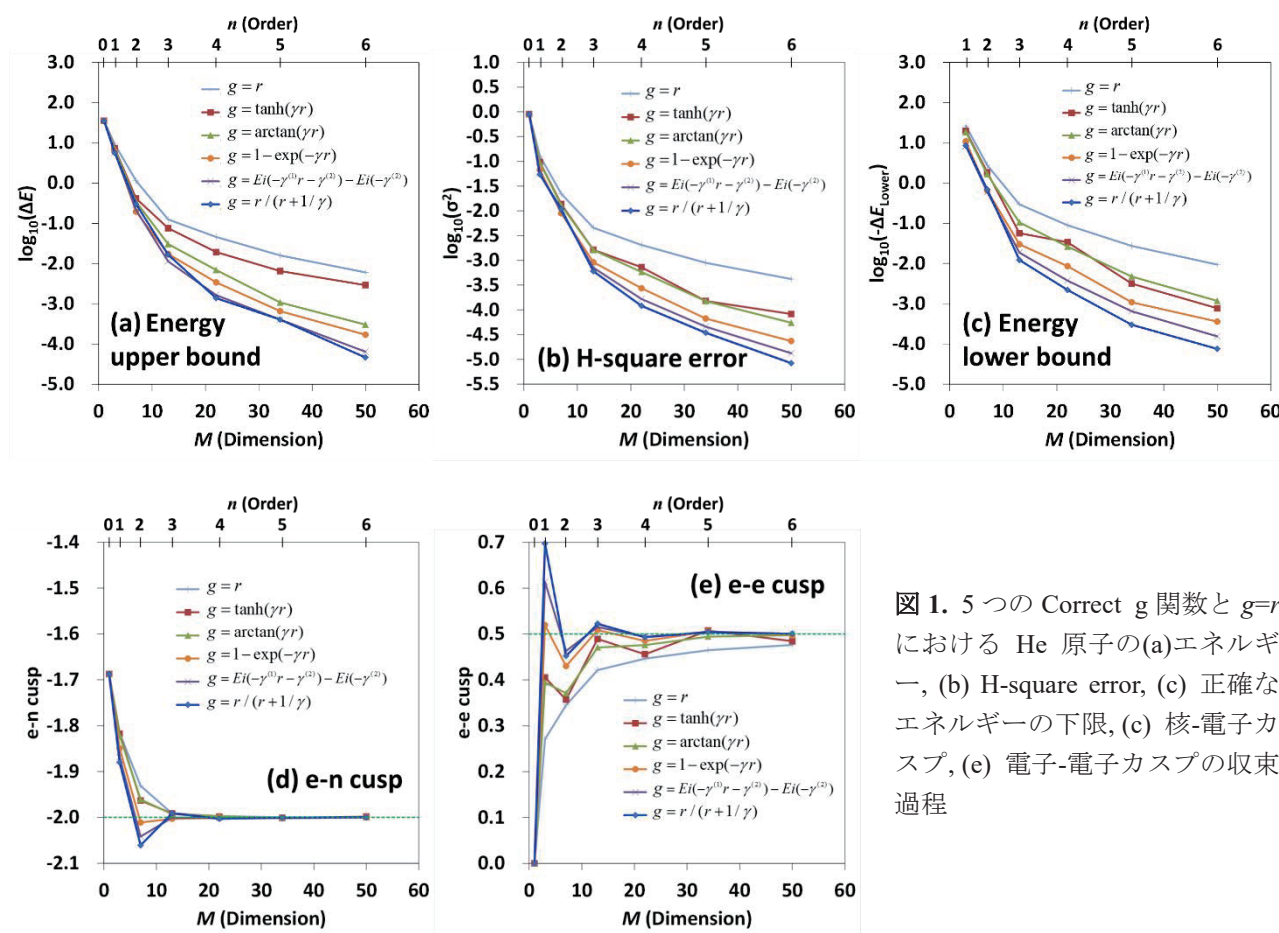 n (Order)
0 1 2 3 4 5 6
3.0
2.0
1.0
0.0
-1.0
-2.0
-3.0
-4.0
-5.0
log10(ΔE)
g = r
g = tanh(γr)
g = arctan(γr)
g = 1 − exp(−γr)
g = Ei(−γ(1)r − γ(2)) − Ei(−γ(2))
g = r / (r + 1 / γ)
(a) Energy
upper bound
0 10 20 30 40 50 60
M (Dimension)
n (Order)
0 1 2 3 4 5 6
1.0
0.5
0.0
-0.5
-1.0
-1.5
-2.0
-2.5
-3.0
-3.5
-4.0
-4.5
-5.0
-5.5
log10(σ2)
g = r
g = tanh(γr)
g = arctan(γr)
g = 1 − exp(−γr)
g = Ei(−γ(1)r − γ(2)) − Ei(−γ(2))
g = r / (r + 1 / γ)
(b) H-square error
0 10 20 30 40 50 60
M (Dimension)
n (Order)
1 2 3 4 5 6
3.0
2.0
1.0
0.0
-1.0
-2.0
-3.0
-4.0
-5.0
log10(-ΔELower)
g = r
g = tanh(γr)
g = arctan(γr)
g = 1 − exp(−γr)
g = Ei(−γ(1)r − γ(2)) − Ei(−γ(2))
g = r / (r + 1 / γ)
(c) Energy
lower bound
0 10 20 30 40 50 60
M (Dimension)
n (Order)
0 1 2 3 4 5 6
-1.4
-1.5
-1.6
-1.7
-1.8
-1.9
-2.0
-2.1
e-n cusp
g = r
g = tanh(γr)
g = arctan(γr)
g = 1 − exp(−γr)
g = Ei(−γ(1)r − γ(2)) − Ei(−γ(2))
g = r / (r + 1 / γ)
(d) e-n cusp
0 10 20 30 40 50 60
M (Dimension)
n (Order)
0 1 2 3 4 5 6
0.7
0.6
0.5
0.4
0.3
0.2
0.1
0.0
e-e cusp
(e) e-e cusp
g = r
g = tanh(γr)
g = arctan(γr)
g = 1 − exp(−γr)
g = Ei(−γ(1)r − γ(2)) − Ei(−γ(2))
g = r / (r + 1 / γ)
0 10 20 30 40 50 60
M (Dimension)
図 1. 5 つの Correct g 関数と g=r
における He 原子の(a)エネルギ
ー, (b) H-square error, (c) 正確な
エネルギーの下限, (c) 核-電子カ
スプ, (e) 電子-電子カスプの収束
過程